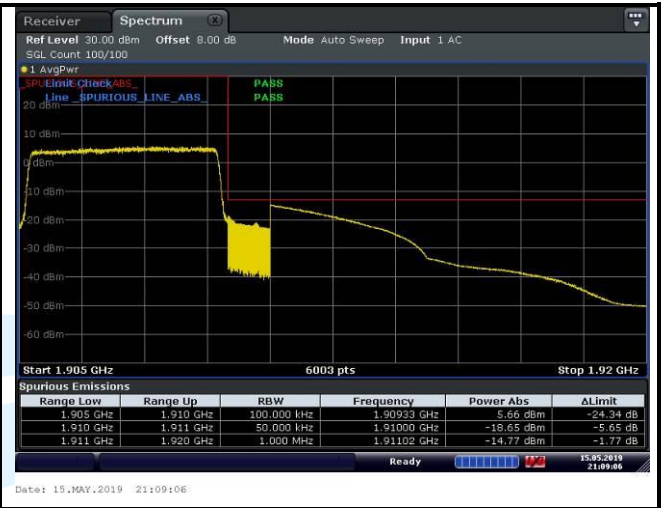 Receiver Spectrum
Ref Level 30.00 dBm Offset 8.00 dB Mode Auto Sweep Input 1 AC
SGL Count 100/100
1 AvgPwr
Limit Check PASS
Line _SPURIOUS_LINE_ABS_ PASS
20 dBm
10 dBm
0 dBm
-10 dBm
-20 dBm
-30 dBm
-40 dBm
-50 dBm
-60 dBm
Start 1.905 GHz 6003 pts Stop 1.92 GHz
Spurious Emissions
Range Low Range Up RBW Frequency Power Abs ΔLimit
1.905 GHz 1.910 GHz 100.000 kHz 1.90933 GHz 5.66 dBm -24.34 dB
1.910 GHz 1.911 GHz 50.000 kHz 1.91000 GHz -18.65 dBm -5.65 dB
1.911 GHz 1.920 GHz 1.000 MHz 1.91102 GHz -14.77 dBm -1.77 dB
Ready 15.05.2019
21:09:06
Date: 15.MAY.2019 21:09:06